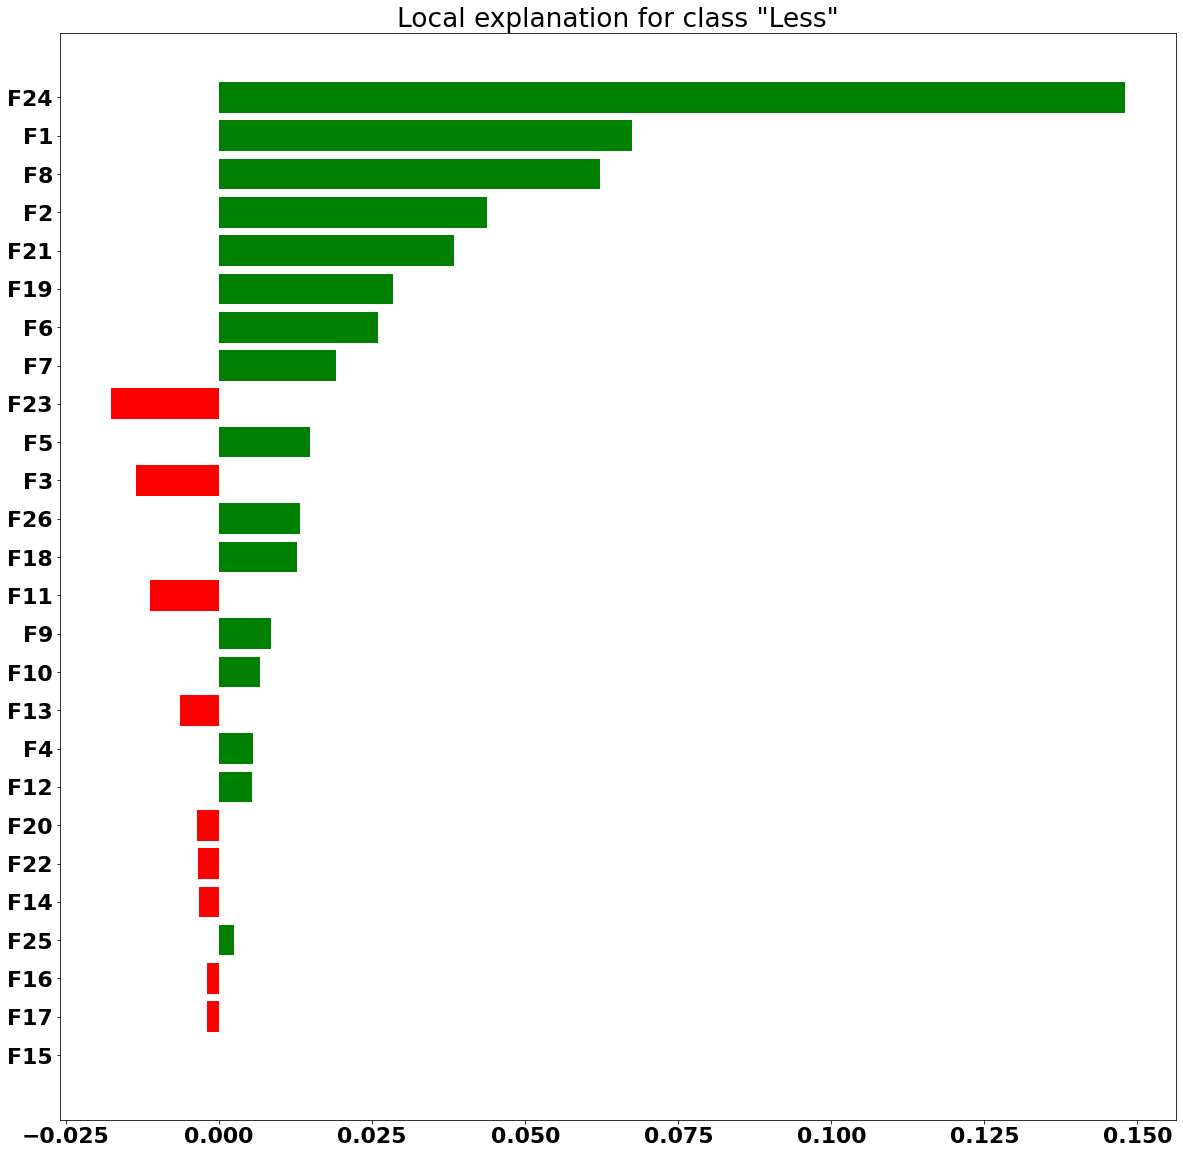 Local explanation for class "Less"
F24
F1
F8
F2
F21
F19
F6
F7
F23
F5
F3
F26
F18
F11
F9
F10
F13
F4
F12
F20
F22
F14
F25
F16
F17
F15
−0.025 0.000 0.025 0.050 0.075 0.100 0.125 0.150